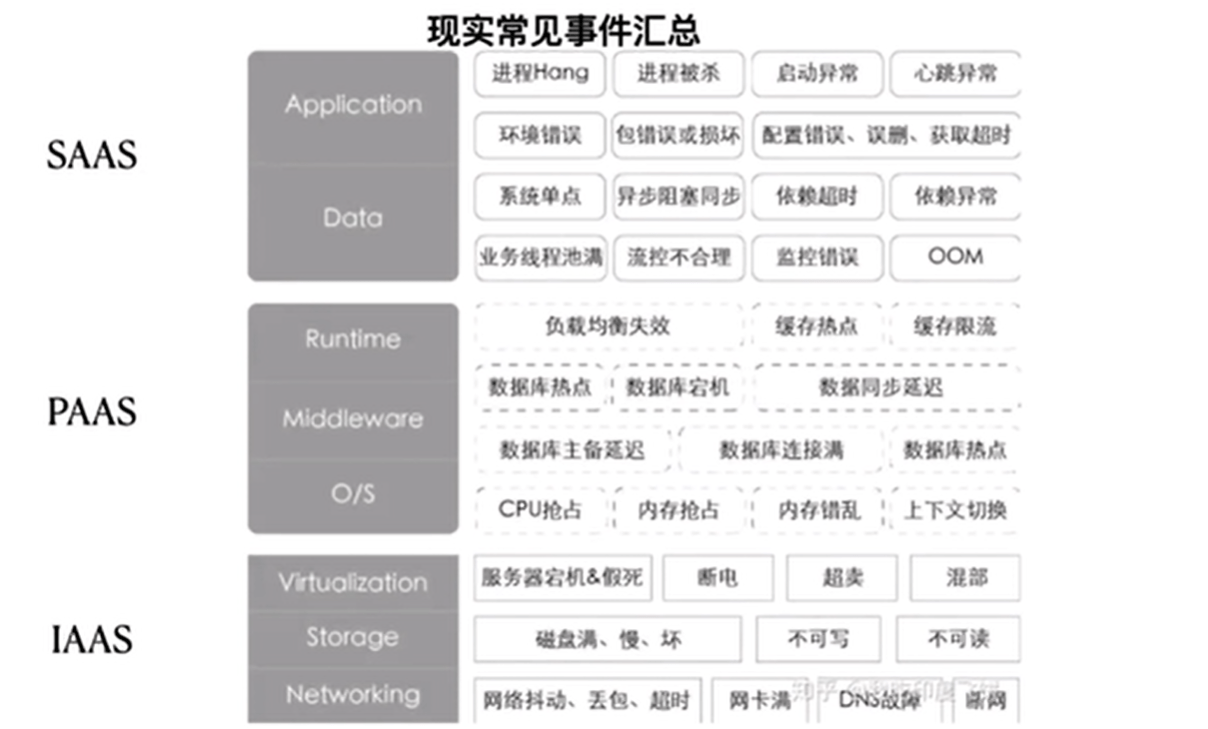 现实常见事件汇总
SAAS
Application
Data
进程Hang 进程被杀 启动异常 心跳异常
环境错误 包错误或损坏 配置错误、误删、获取超时
系统单点 异步阻塞同步 依赖超时 依赖异常
业务线程池满 流控不合理 监控错误 OOM
PAAS
Runtime
Middleware
O/S
负载均衡失效 缓存热点 缓存限流
数据库热点 数据库宕机 数据同步延迟
数据库主备延迟 数据库连接满 数据库热点
CPU抢占 内存抢占 内存错乱 上下文切换
IAAS
Virtualization
Storage
Networking
服务器宕机&假死 断电 超卖 混部
磁盘满、慢、坏 不可写 不可读
网络抖动、丢包、超时 网卡满 DNS故障 断网
知乎